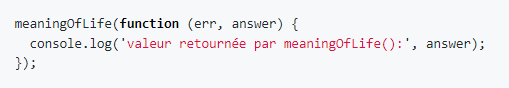 meaningOfLife(function (err, answer) {
  console.log('valeur retournée par meaningOfLife():', answer);
});